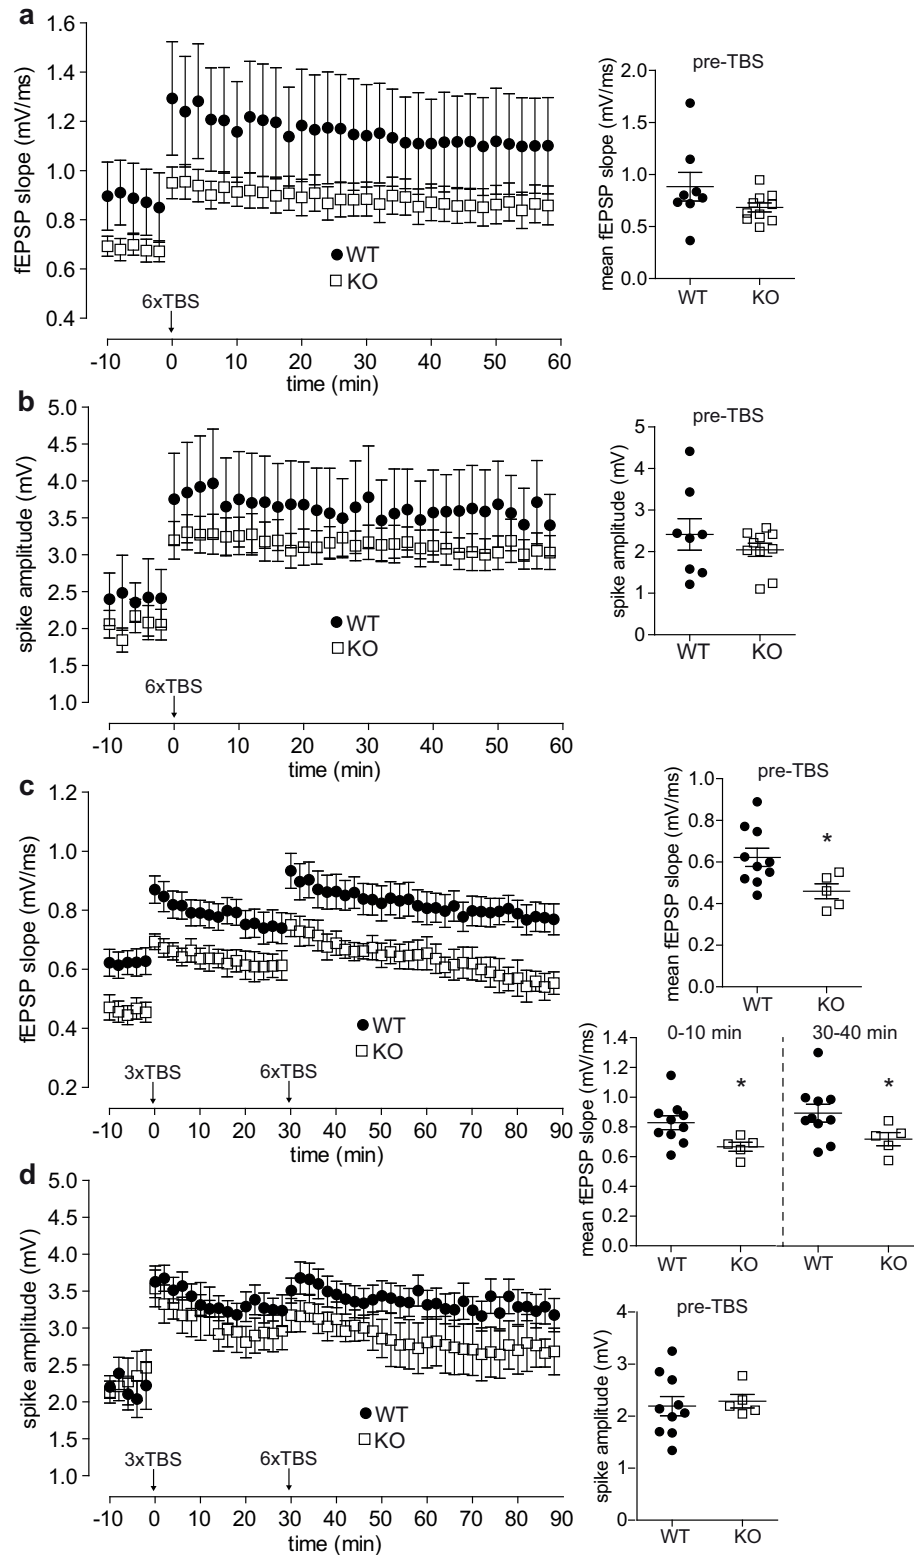 a
fEPSP slope (mV/ms)
1.6
1.4
1.2
1.0
0.8
0.6
0.4
WT
KO
6xTBS
-10 0 10 20 30 40 50 60
time (min)
pre-TBS
mean fEPSP slope (mV/ms)
2.0
1.5
1.0
0.5
0.0
WT KO
b
spike amplitude (mV)
5.0
4.5
4.0
3.5
3.0
2.5
2.0
1.5
1.0
WT
KO
6xTBS
-10 0 10 20 30 40 50 60
time (min)
pre-TBS
spike amplitude (mV)
5
4
3
2
1
0
WT KO
c
fEPSP slope (mV/ms)
1.2
1.0
0.8
0.6
0.4
0.2
WT
KO
3xTBS 6xTBS
-10 0 10 20 30 40 50 60 70 80 90
time (min)
pre-TBS
mean fEPSP slope (mV/ms)
1.0
0.8
0.6
0.4
0.2
0.0
*
WT KO
0-10 min 30-40 min
mean fEPSP slope (mV/ms)
1.4
1.2
1.0
0.8
0.6
0.4
0.2
0.0
* *
WT KO WT KO
d
spike amplitude (mV)
5.0
4.5
4.0
3.5
3.0
2.5
2.0
1.5
1.0
WT
KO
3xTBS 6xTBS
-10 0 10 20 30 40 50 60 70 80 90
time (min)
pre-TBS
spike amplitude (mV)
4
3
2
1
0
WT KO